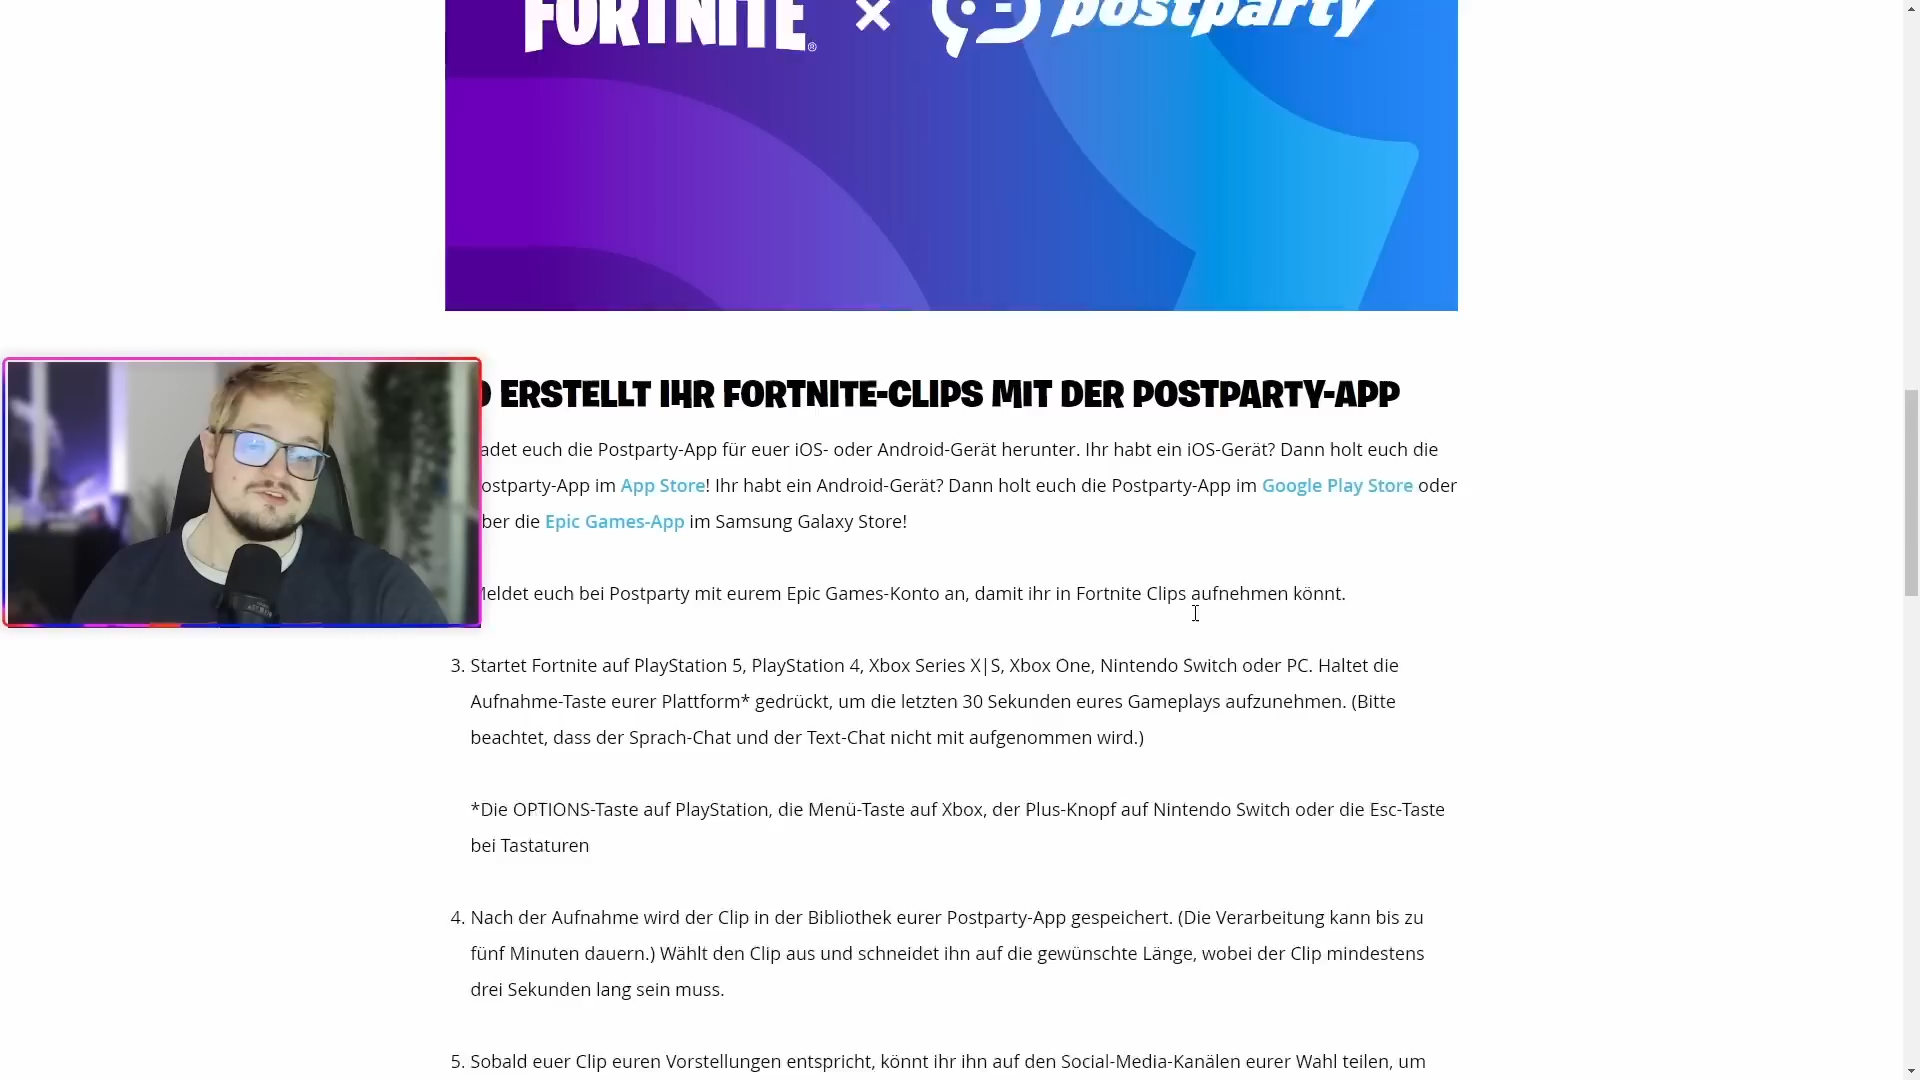 FORTNITE ® × postparty
ERSTELLT IHR FORTNITE-CLIPS MIT DER POSTPARTY-APP
euch die Postparty-App für euer iOS- oder Android-Gerät herunter. Ihr habt ein iOS-Gerät? Dann holt euch die
im App Store! Ihr habt ein Android-Gerät? Dann holt euch die Postparty-App im Google Play Store oder
die Epic Games-App im Samsung Galaxy Store!
euch bei Postparty mit eurem Epic Games-Konto an, damit ihr in Fortnite Clips aufnehmen könnt.
3. Startet Fortnite auf PlayStation 5, PlayStation 4, Xbox Series X|S, Xbox One, Nintendo Switch oder PC. Haltet die
Aufnahme-Taste eurer Plattform* gedrückt, um die letzten 30 Sekunden eures Gameplays aufzunehmen. (Bitte
beachtet, dass der Sprach-Chat und der Text-Chat nicht mit aufgenommen wird.)
*Die OPTIONS-Taste auf PlayStation, die Menü-Taste auf Xbox, der Plus-Knopf auf Nintendo Switch oder die Esc-Taste
bei Tastaturen
4. Nach der Aufnahme wird der Clip in der Bibliothek eurer Postparty-App gespeichert. (Die Verarbeitung kann bis zu
fünf Minuten dauern.) Wählt den Clip aus und schneidet ihn auf die gewünschte Länge, wobei der Clip mindestens
drei Sekunden lang sein muss.
5. Sobald euer Clip euren Vorstellungen entspricht, könnt ihr ihn auf den Social-Media-Kanälen eurer Wahl teilen, um